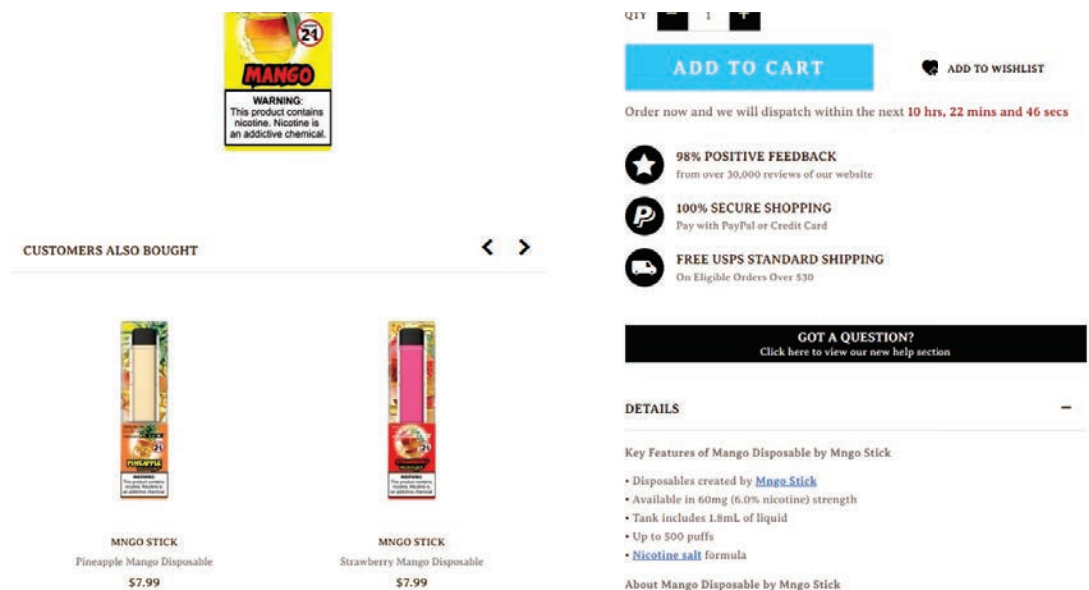 21
MANGO
WARNING:
This product contains
nicotine. Nicotine is
an addictive chemical.
CUSTOMERS ALSO BOUGHT
PINEAPPLE
WARNING:
MNGO STICK
Pineapple Mango Disposable
$7.99
WARNING:
MNGO STICK
Strawberry Mango Disposable
$7.99
QTY
1
ADD TO CART
ADD TO WISHLIST
Order now and we will dispatch within the next 10 hrs, 22 mins and 46 secs
98% POSITIVE FEEDBACK
from over 30,000 reviews of our website
100% SECURE SHOPPING
Pay with PayPal or Credit Card
FREE USPS STANDARD SHIPPING
On Eligible Orders Over $30
GOT A QUESTION?
Click here to view our new help section
DETAILS
Key Features of Mango Disposable by Mngo Stick
• Disposables created by Mngo Stick
• Available in 60mg (6.0% nicotine) strength
• Tank includes 1.8mL of liquid
• Up to 500 puffs
• Nicotine salt formula
About Mango Disposable by Mngo Stick